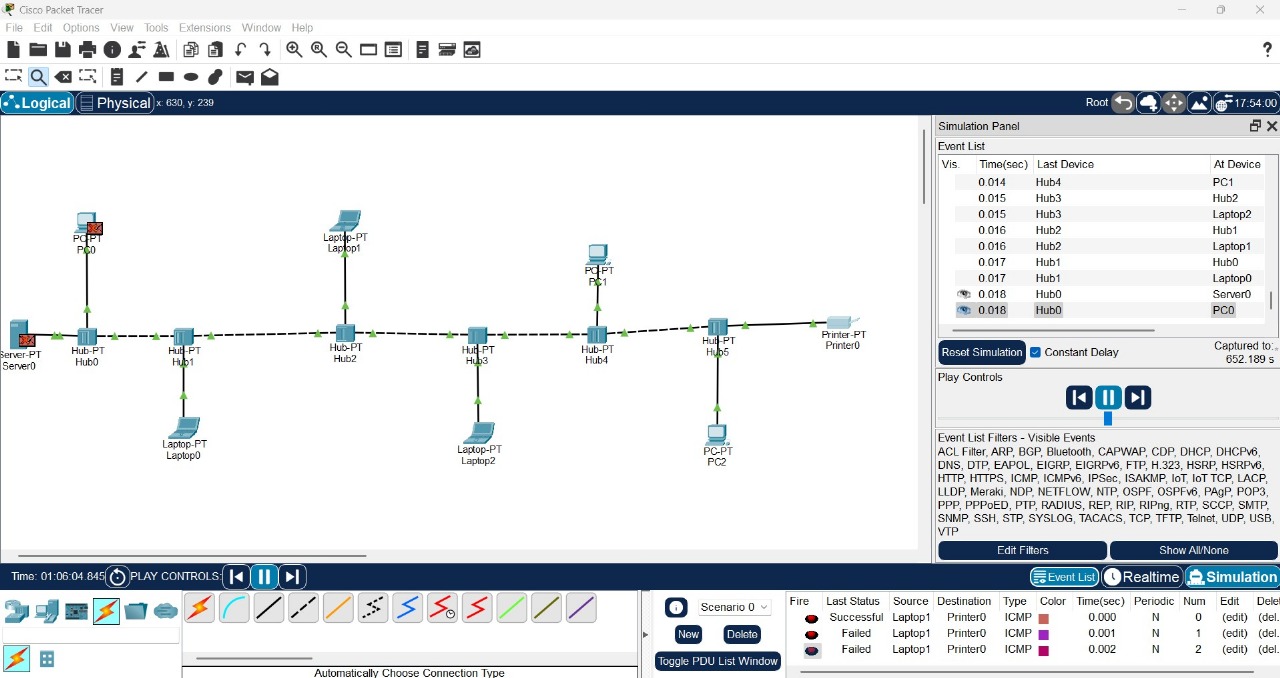 Cisco Packet Tracer
File Edit Options View Tools Extensions Window Help
?
Logical Physical x: 630, y: 239 Root 17:54:00
PC-PT
PC0
Laptop-PT
Laptop1
PC-PT
PC1
Server-PT
Server0
Hub-PT
Hub0
Hub-PT
Hub1
Hub-PT
Hub2
Hub-PT
Hub3
Hub-PT
Hub4
Hub-PT
Hub5
Printer-PT
Printer0
Laptop-PT
Laptop0
Laptop-PT
Laptop2
PC-PT
PC2
Simulation Panel
Event List
Vis. Time(sec) Last Device At Device
0.014 Hub4 PC1
0.015 Hub3 Hub2
0.015 Hub3 Laptop2
0.016 Hub2 Hub1
0.016 Hub2 Laptop1
0.017 Hub1 Hub0
0.017 Hub1 Laptop0
0.018 Hub0 Server0
0.018 Hub0 PC0
Reset Simulation Constant Delay Captured to:
652.189 s
Play Controls
Event List Filters - Visible Events
ACL Filter, ARP, BGP, Bluetooth, CAPWAP, CDP, DHCP, DHCPv6,
DNS, DTP, EAPOL, EIGRP, EIGRPv6, FTP, H.323, HSRP, HSRPv6,
HTTP, HTTPS, ICMP, ICMPv6, IPSec, ISAKMP, IoT, IoT TCP, LACP,
LLDP, Meraki, NDP, NETFLOW, NTP, OSPF, OSPFv6, PAgP, POP3,
PPP, PPPoED, PTP, RADIUS, REP, RIP, RIPng, RTP, SCCP, SMTP,
SNMP, SSH, STP, SYSLOG, TACACS, TCP, TFTP, Telnet, UDP, USB,
VTP
Edit Filters Show All/None
Time: 01:06:04.845 PLAY CONTROLS: Event List Realtime Simulation
Automatically Choose Connection Type
Scenario 0
New Delete
Toggle PDU List Window
Fire Last Status Source Destination Type Color Time(sec) Periodic Num Edit Delet
Successful Laptop1 Printer0 ICMP 0.000 N 0 (edit) (del.
Failed Laptop1 Printer0 ICMP 0.001 N 1 (edit) (del.
Failed Laptop1 Printer0 ICMP 0.002 N 2 (edit) (del.